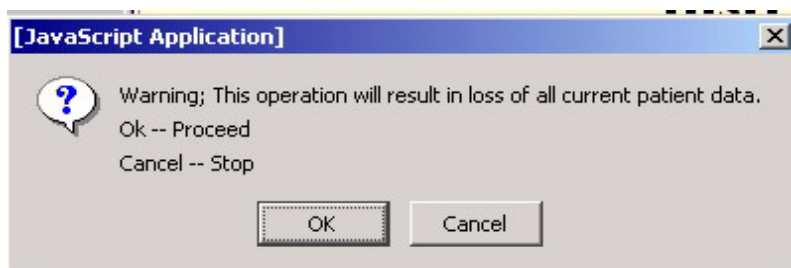 [JavaScript Application]
Warning; This operation will result in loss of all current patient data.
Ok -- Proceed
Cancel -- Stop
OK
Cancel